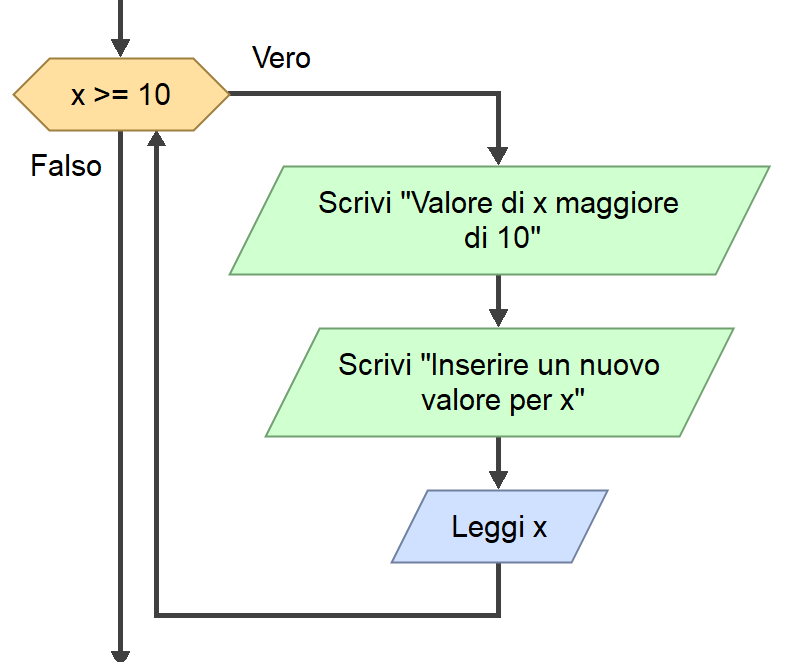 Vero
x >= 10
Falso
Scrivi "Valore di x maggiore
di 10"
Scrivi "Inserire un nuovo
valore per x"
Leggi x